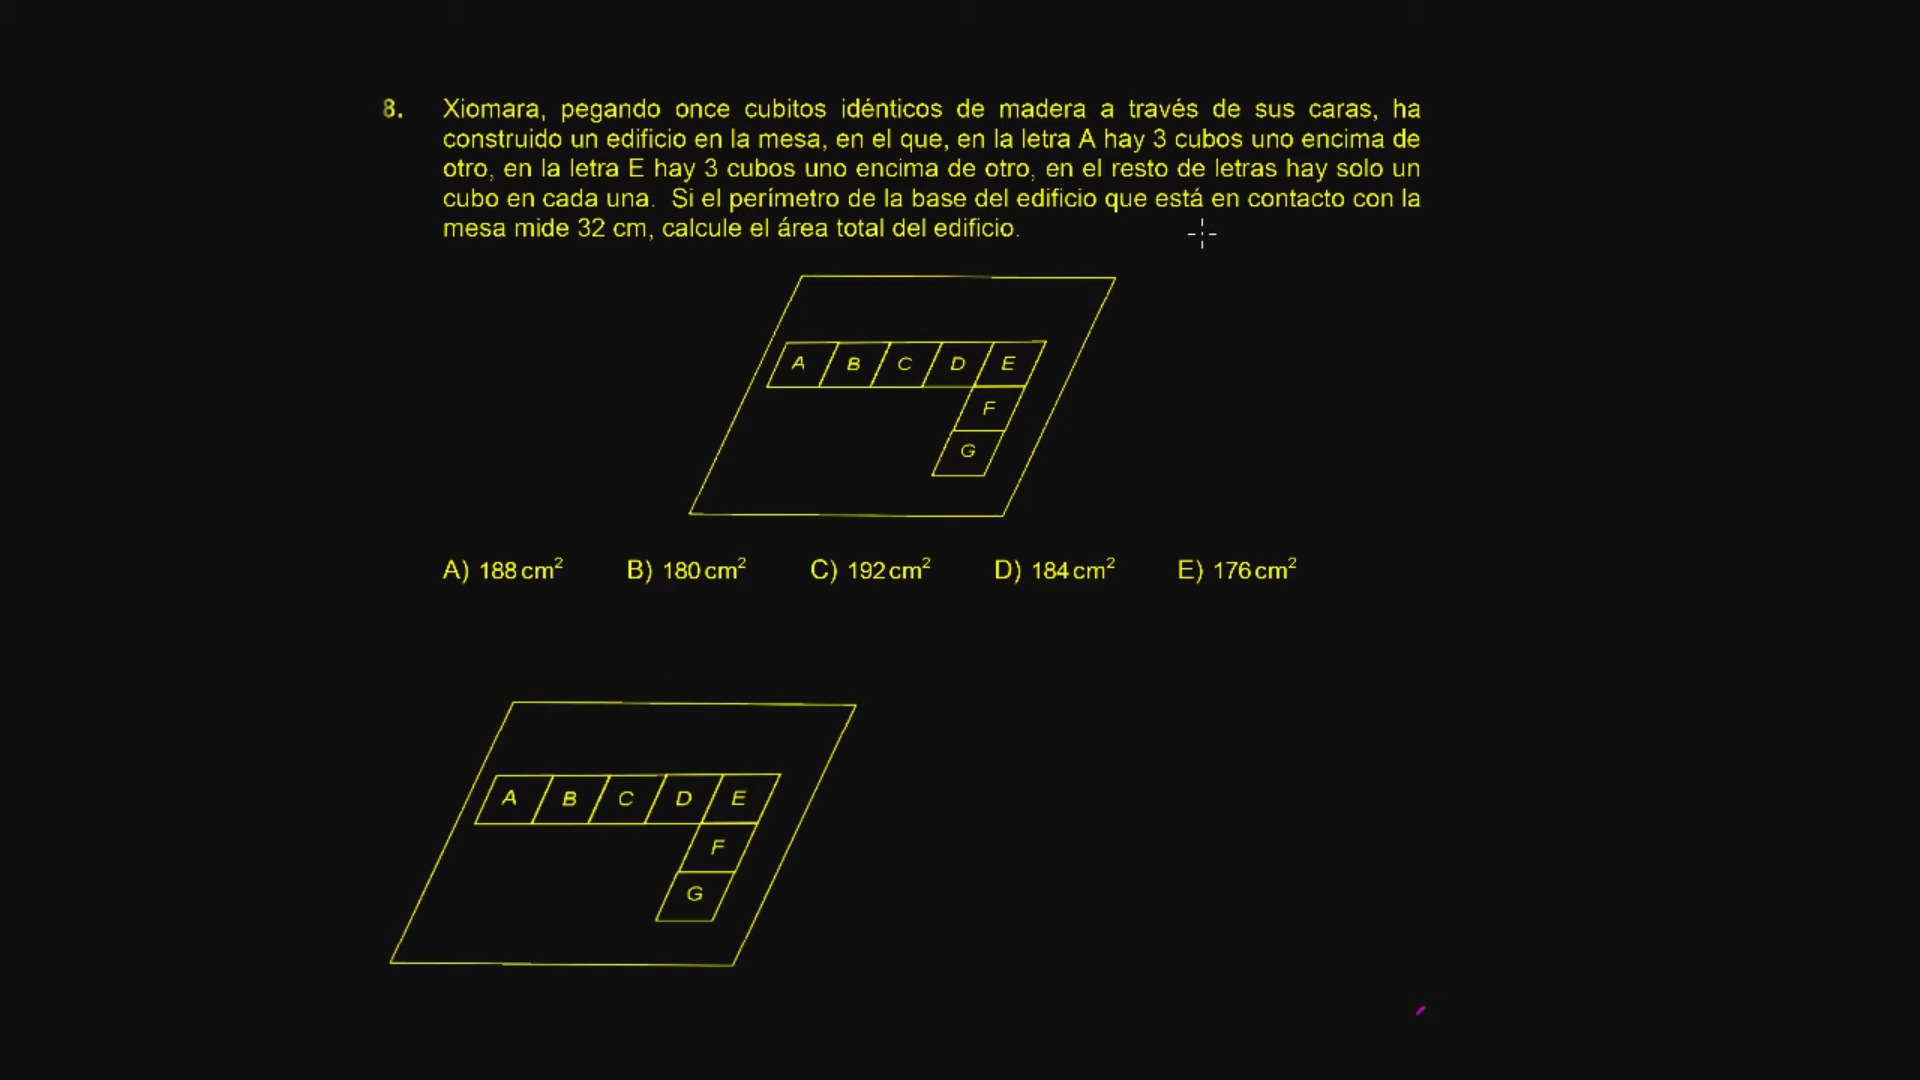 8. Xiomara, pegando once cubitos idénticos de madera a través de sus caras, ha
construido un edificio en la mesa, en el que, en la letra A hay 3 cubos uno encima de
otro, en la letra E hay 3 cubos uno encima de otro, en el resto de letras hay solo un
cubo en cada una. Si el perímetro de la base del edificio que está en contacto con la
mesa mide 32 cm, calcule el área total del edificio.
A B C D E
F
G
A) 188 cm² B) 180 cm² C) 192 cm² D) 184 cm² E) 176 cm²
A B C D E
F
G